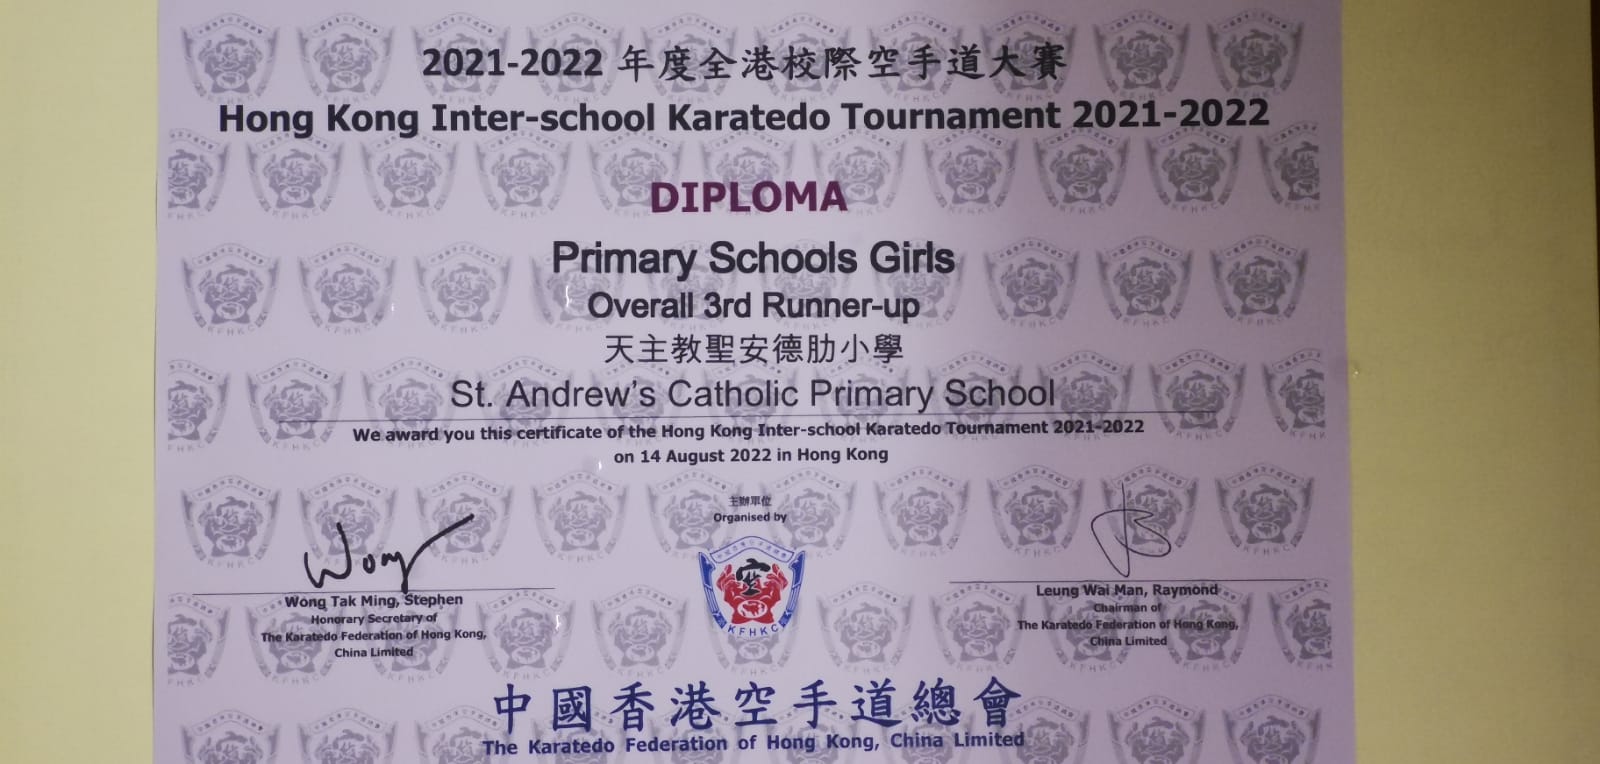 2021-2022 年度全港校際空手道大賽
Hong Kong Inter-school Karatedo Tournament 2021-2022
DIPLOMA
Primary Schools Girls
Overall 3rd Runner-up
天主教聖安德肋小學
St. Andrew's Catholic Primary School
We award you this certificate of the Hong Kong Inter-school Karatedo Tournament 2021-2022
on 14 August 2022 in Hong Kong
主辦單位
Organised by
Wong
Wong Tak Ming, Stephen
Honorary Secretary of
The Karatedo Federation of Hong Kong,
China Limited
KFHKC
Leung Wai Man, Raymond
Chairman of
The Karatedo Federation of Hong Kong,
China Limited
中國香港空手道總會
The Karatedo Federation of Hong Kong, China Limited